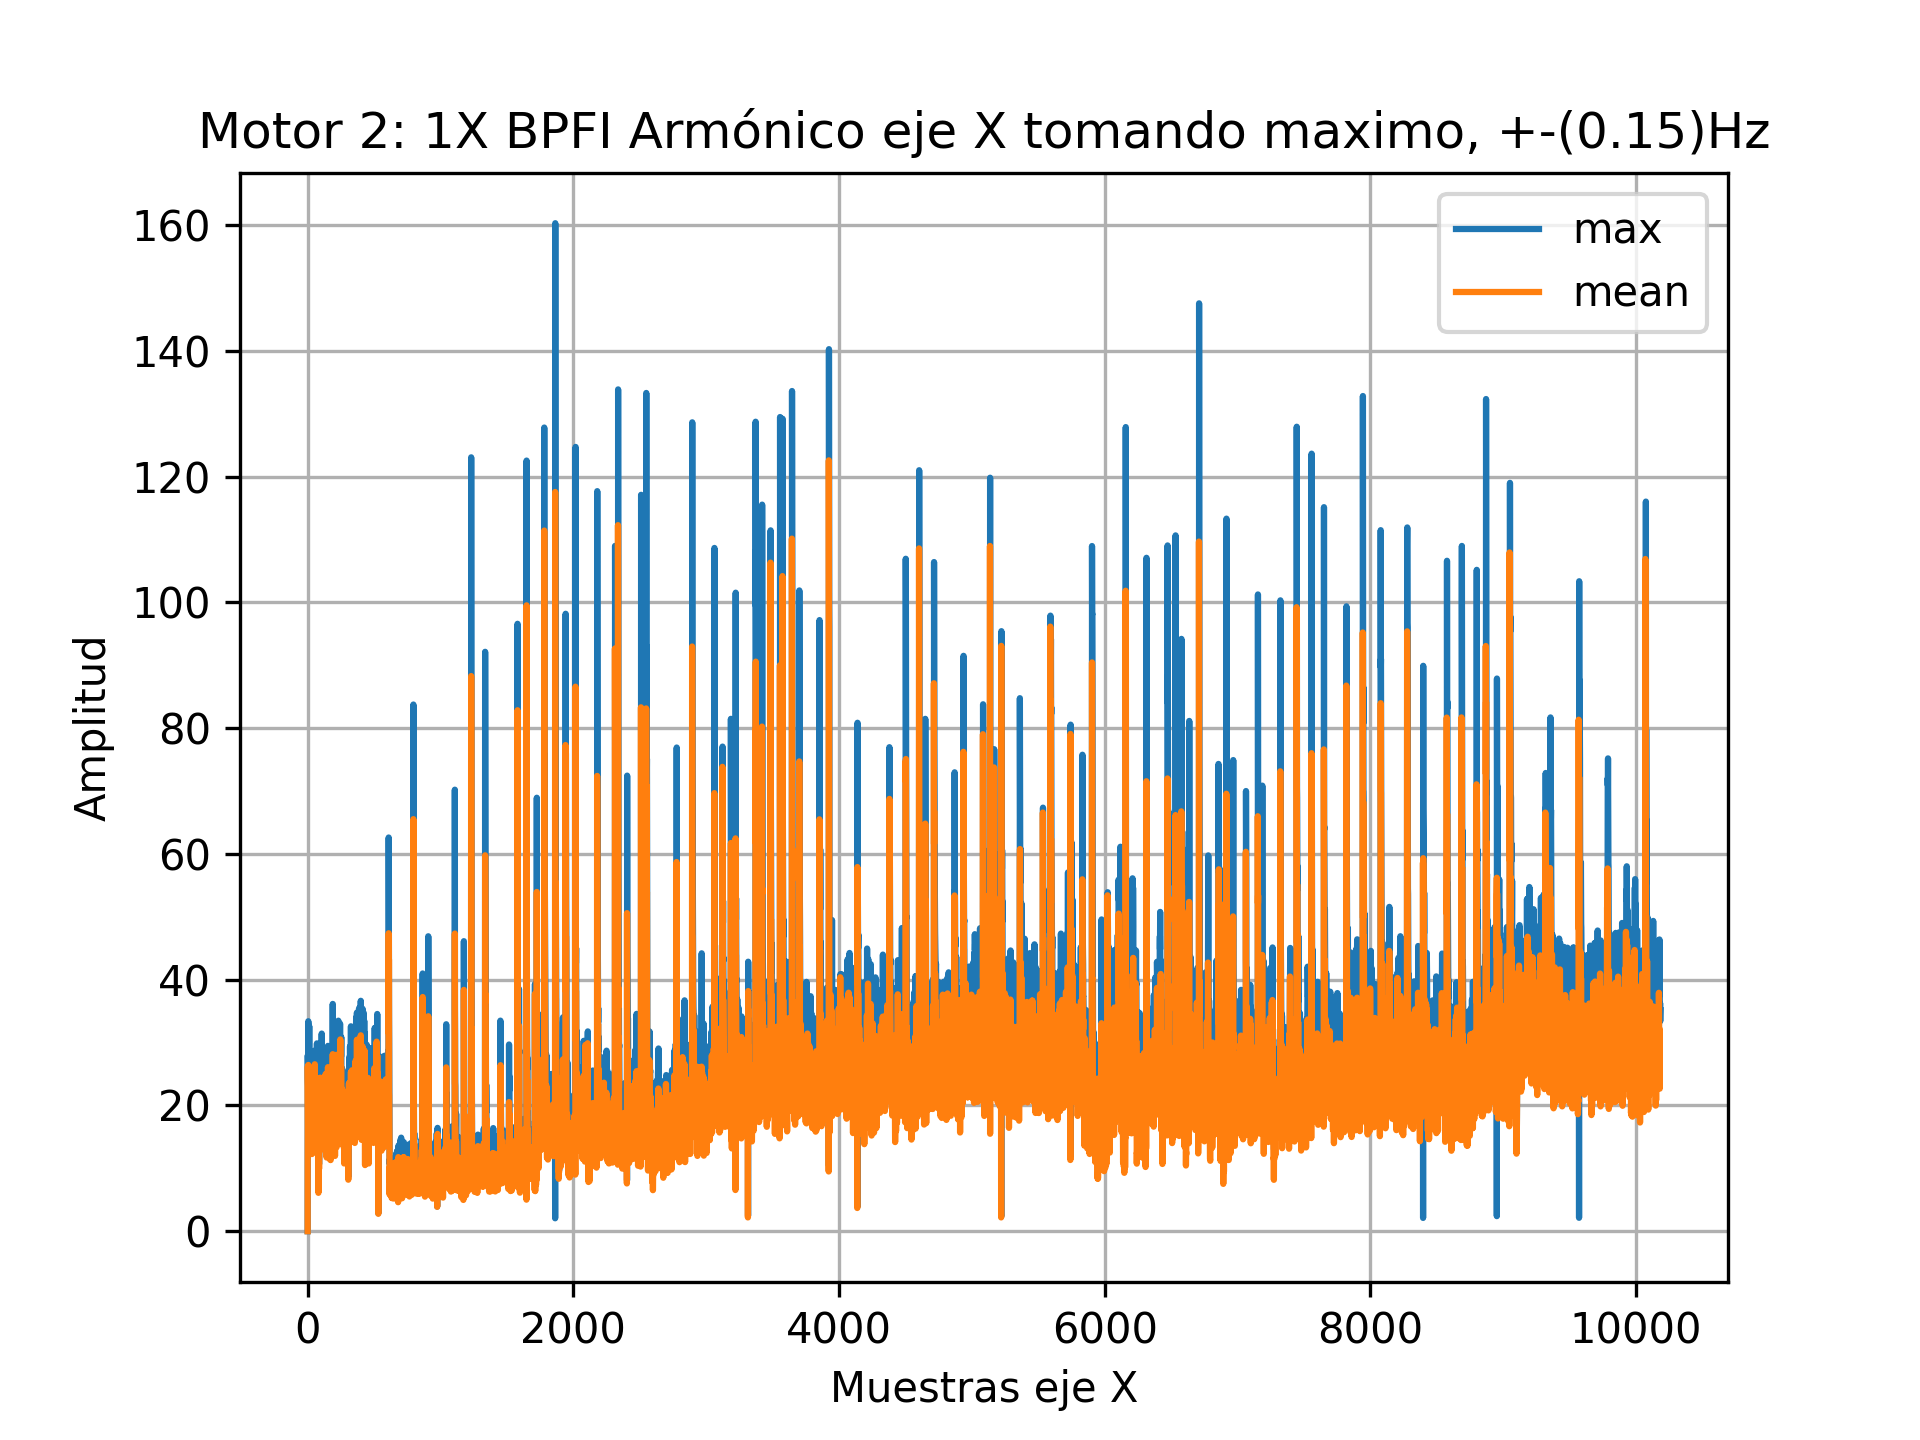 Motor 2: 1X BPFI Armónico eje X tomando maximo, +-(0.15)Hz
max
mean
160
140
120
100
80
60
40
20
0
Amplitud
0 2000 4000 6000 8000 10000
Muestras eje X